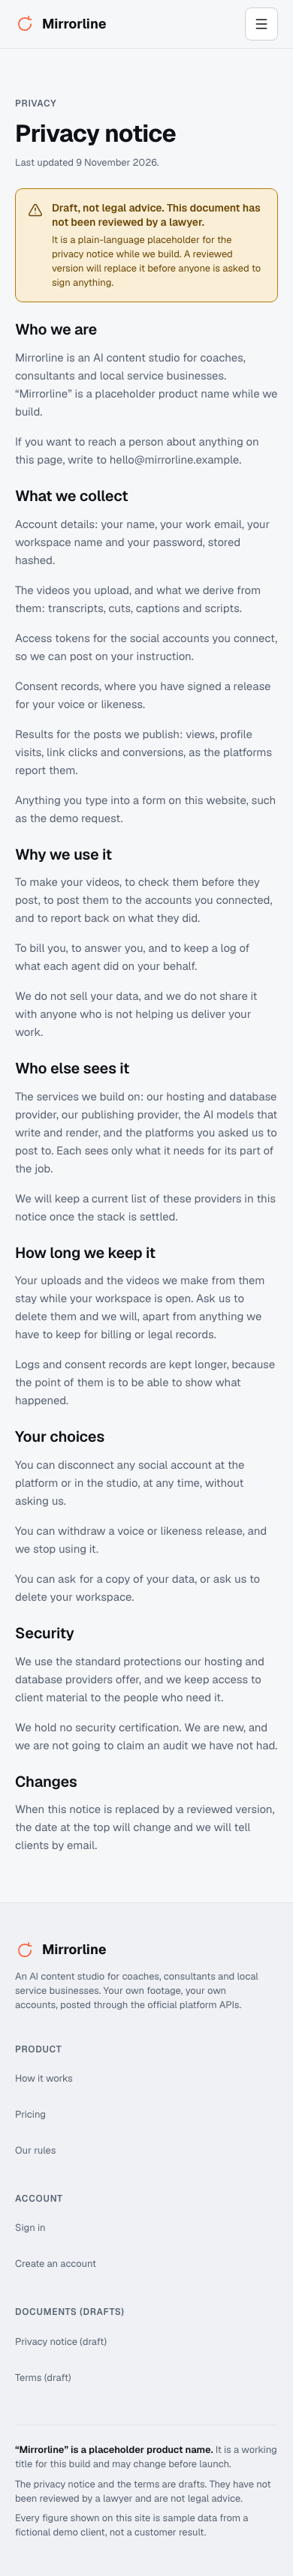 Mirrorline
PRIVACY
Privacy notice
Last updated 9 November 2026.
Draft, not legal advice. This document has
not been reviewed by a lawyer.
It is a plain-language placeholder for the
privacy notice while we build. A reviewed
version will replace it before anyone is asked to
sign anything.
Who we are
Mirrorline is an AI content studio for coaches,
consultants and local service businesses.
“Mirrorline” is a placeholder product name while we
build.
If you want to reach a person about anything on
this page, write to hello@mirrorline.example.
What we collect
Account details: your name, your work email, your
workspace name and your password, stored
hashed.
The videos you upload, and what we derive from
them: transcripts, cuts, captions and scripts.
Access tokens for the social accounts you connect,
so we can post on your instruction.
Consent records, where you have signed a release
for your voice or likeness.
Results for the posts we publish: views, profile
visits, link clicks and conversions, as the platforms
report them.
Anything you type into a form on this website, such
as the demo request.
Why we use it
To make your videos, to check them before they
post, to post them to the accounts you connected,
and to report back on what they did.
To bill you, to answer you, and to keep a log of
what each agent did on your behalf.
We do not sell your data, and we do not share it
with anyone who is not helping us deliver your
work.
Who else sees it
The services we build on: our hosting and database
provider, our publishing provider, the AI models that
write and render, and the platforms you asked us to
post to. Each sees only what it needs for its part of
the job.
We will keep a current list of these providers in this
notice once the stack is settled.
How long we keep it
Your uploads and the videos we make from them
stay while your workspace is open. Ask us to
delete them and we will, apart from anything we
have to keep for billing or legal records.
Logs and consent records are kept longer, because
the point of them is to be able to show what
happened.
Your choices
You can disconnect any social account at the
platform or in the studio, at any time, without
asking us.
You can withdraw a voice or likeness release, and
we stop using it.
You can ask for a copy of your data, or ask us to
delete your workspace.
Security
We use the standard protections our hosting and
database providers offer, and we keep access to
client material to the people who need it.
We hold no security certification. We are new, and
we are not going to claim an audit we have not had.
Changes
When this notice is replaced by a reviewed version,
the date at the top will change and we will tell
clients by email.
Mirrorline
An AI content studio for coaches, consultants and local
service businesses. Your own footage, your own
accounts, posted through the official platform APIs.
PRODUCT
How it works
Pricing
Our rules
ACCOUNT
Sign in
Create an account
DOCUMENTS (DRAFTS)
Privacy notice (draft)
Terms (draft)
“Mirrorline” is a placeholder product name. It is a working
title for this build and may change before launch.
The privacy notice and the terms are drafts. They have not
been reviewed by a lawyer and are not legal advice.
Every figure shown on this site is sample data from a
fictional demo client, not a customer result.